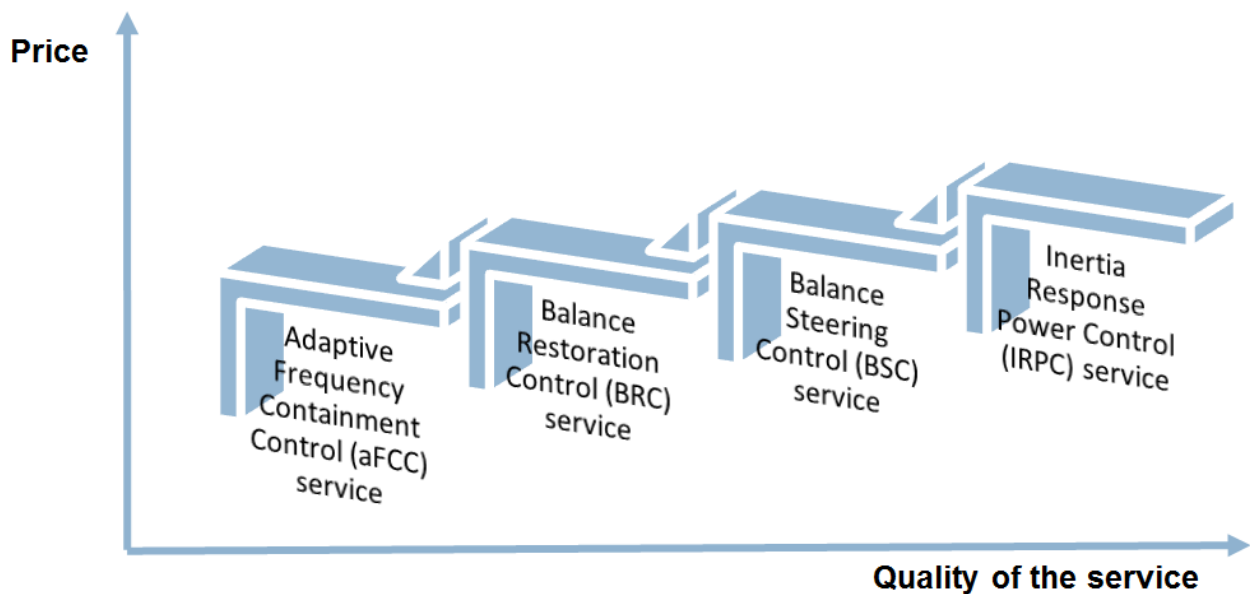 Price
Adaptive
Frequency
Containment
Control (aFCC)
service
Balance
Restoration
Control (BRC)
service
Balance
Steering
Control (BSC)
service
Inertia
Response
Power Control
(IRPC) service
Quality of the service